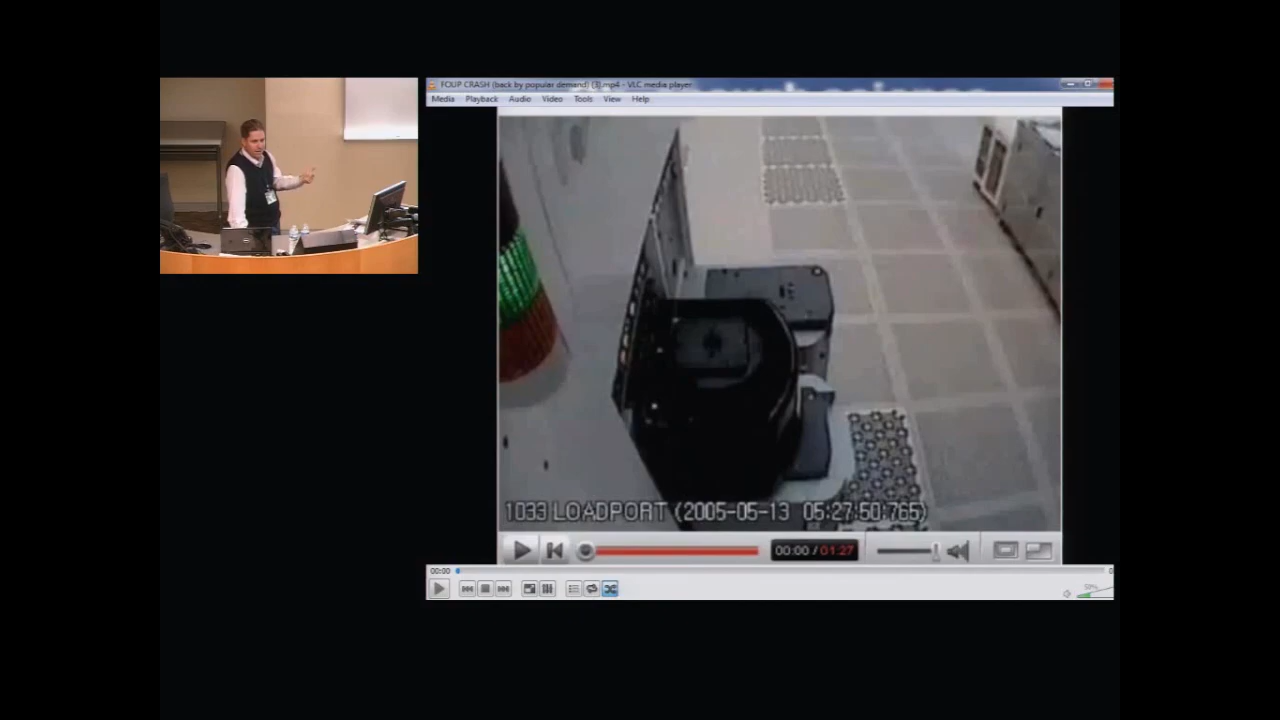 FOUP CRASH (back by popular demand) [3].mp4 - VLC media player
Media Playback Audio Video Tools View Help
1033 LOADPORT (2005-05-13 05:27:50:765)
00:00 / 01:27
00:00
50%